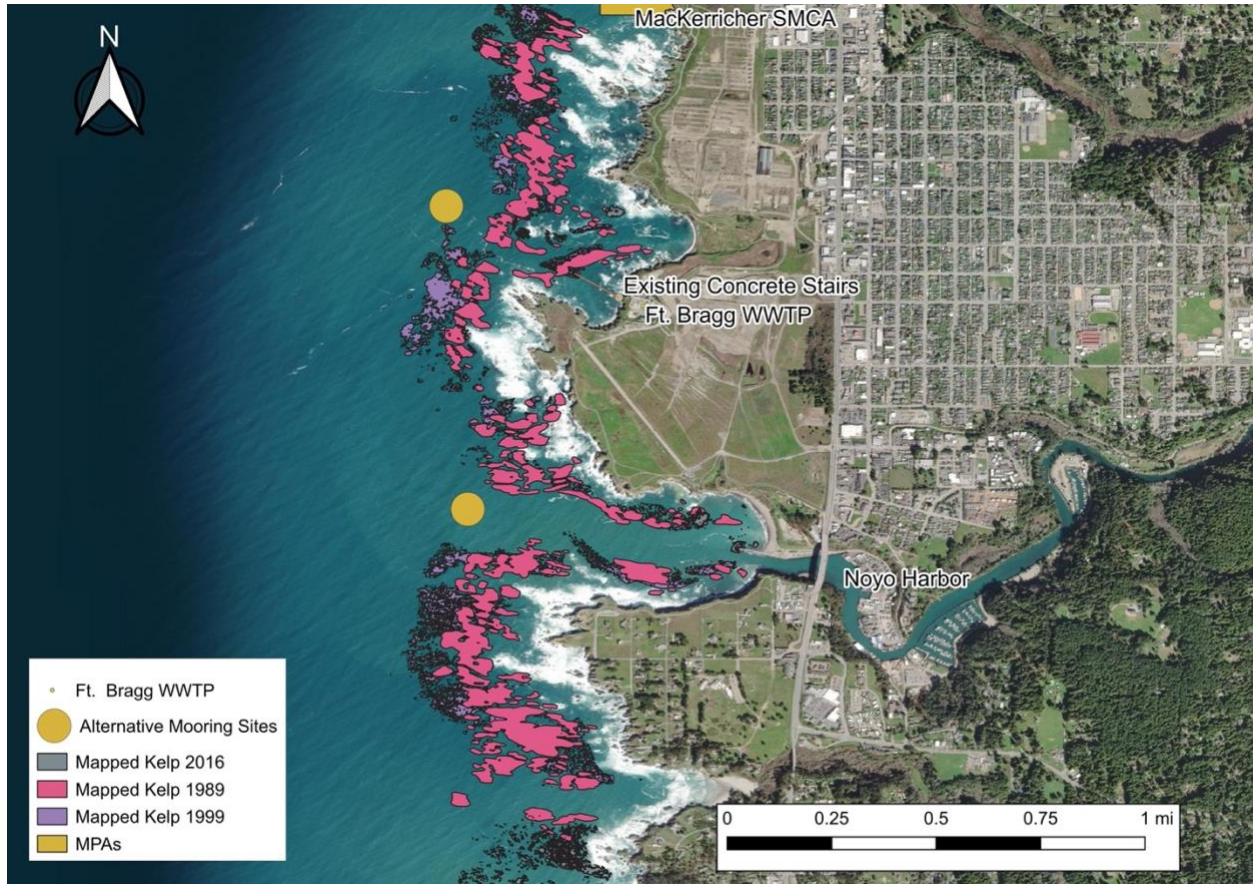 MacKerricher SMCA
N
Existing Concrete Stairs
Ft. Bragg WWTP
Noyo Harbor
Ft. Bragg WWTP
Alternative Mooring Sites
Mapped Kelp 2016
Mapped Kelp 1989
Mapped Kelp 1999
MPAs
0 0.25 0.5 0.75 1 mi